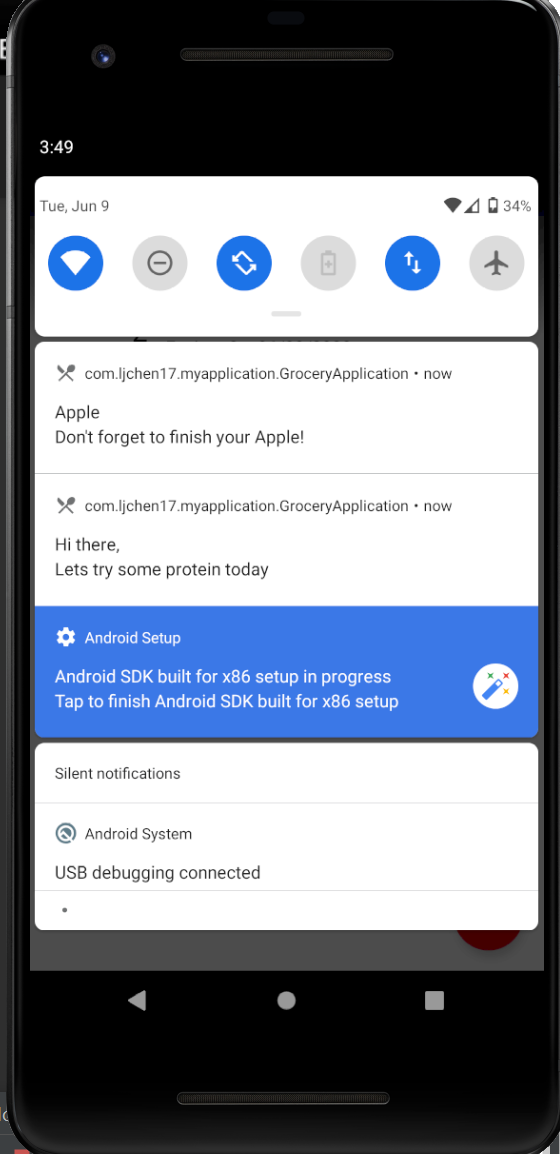 3:49
Tue, Jun 9
34%
com.ljchen17.myapplication.GroceryApplication • now
Apple
Don't forget to finish your Apple!
com.ljchen17.myapplication.GroceryApplication • now
Hi there,
Lets try some protein today
Android Setup
Android SDK built for x86 setup in progress
Tap to finish Android SDK built for x86 setup
Silent notifications
Android System
USB debugging connected